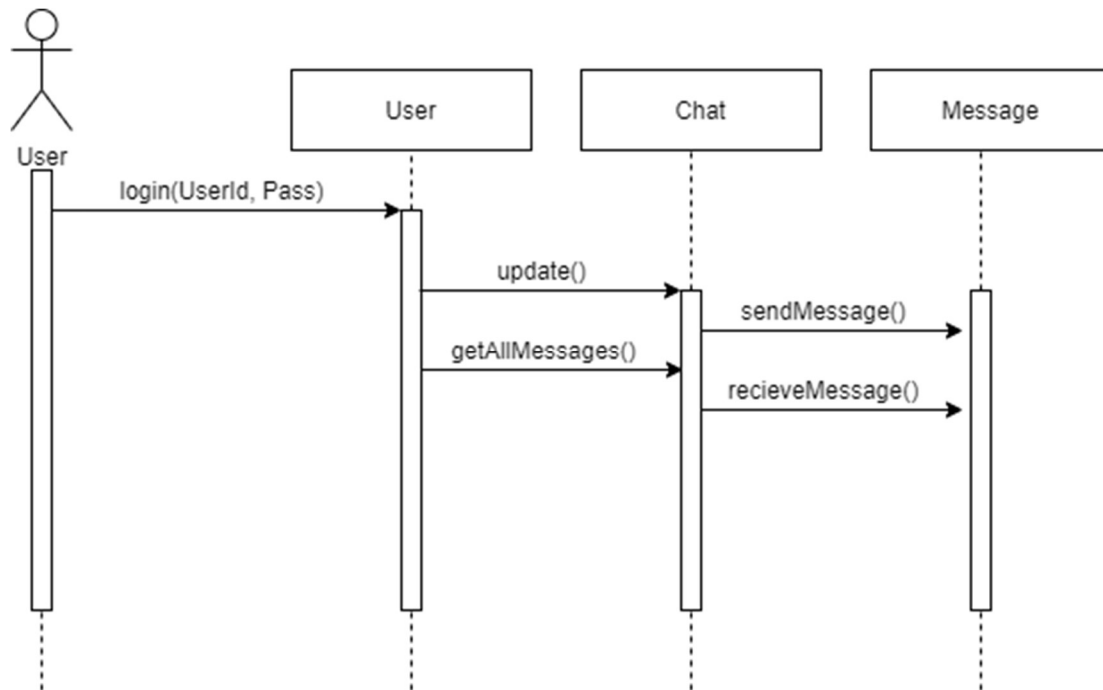 User
Chat
Message
User
login(UserId, Pass)
update()
sendMessage()
getAllMessages()
recieveMessage()